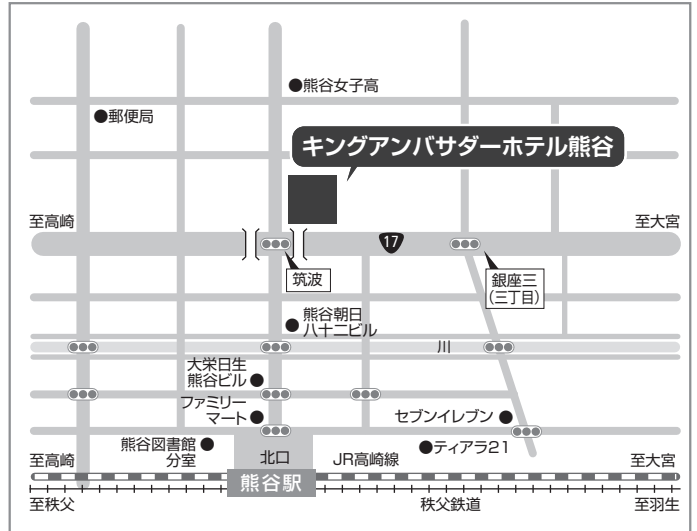 ●熊谷女子高
●郵便局
キングアンバサダーホテル熊谷
至高崎
至大宮
17
筑波
銀座三
(三丁目)
熊谷朝日
八十二ビル
川
大栄日生
熊谷ビル
ファミリー
マート
セブンイレブン
熊谷図書館
分室
●ティアラ21
至高崎
北口
JR高崎線
至大宮
熊谷駅
至秩父
秩父鉄道
至羽生